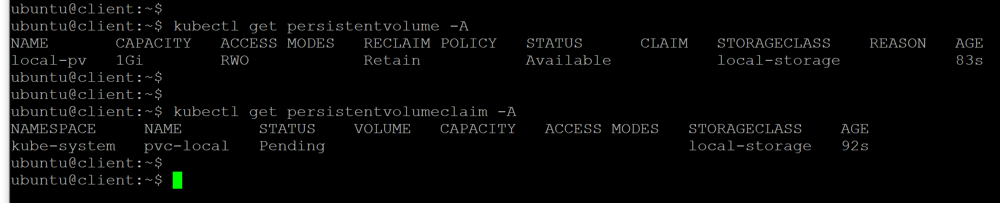 ubuntu@client:~$
ubuntu@client:~$ kubectl get persistentvolume -A
NAME       CAPACITY   ACCESS MODES   RECLAIM POLICY   STATUS      CLAIM   STORAGECLASS    REASON   AGE
local-pv   1Gi        RWO            Retain           Available           local-storage            83s
ubuntu@client:~$
ubuntu@client:~$
ubuntu@client:~$ kubectl get persistentvolumeclaim -A
NAMESPACE     NAME        STATUS    VOLUME   CAPACITY   ACCESS MODES   STORAGECLASS    AGE
kube-system   pvc-local   Pending                                      local-storage   92s
ubuntu@client:~$
ubuntu@client:~$